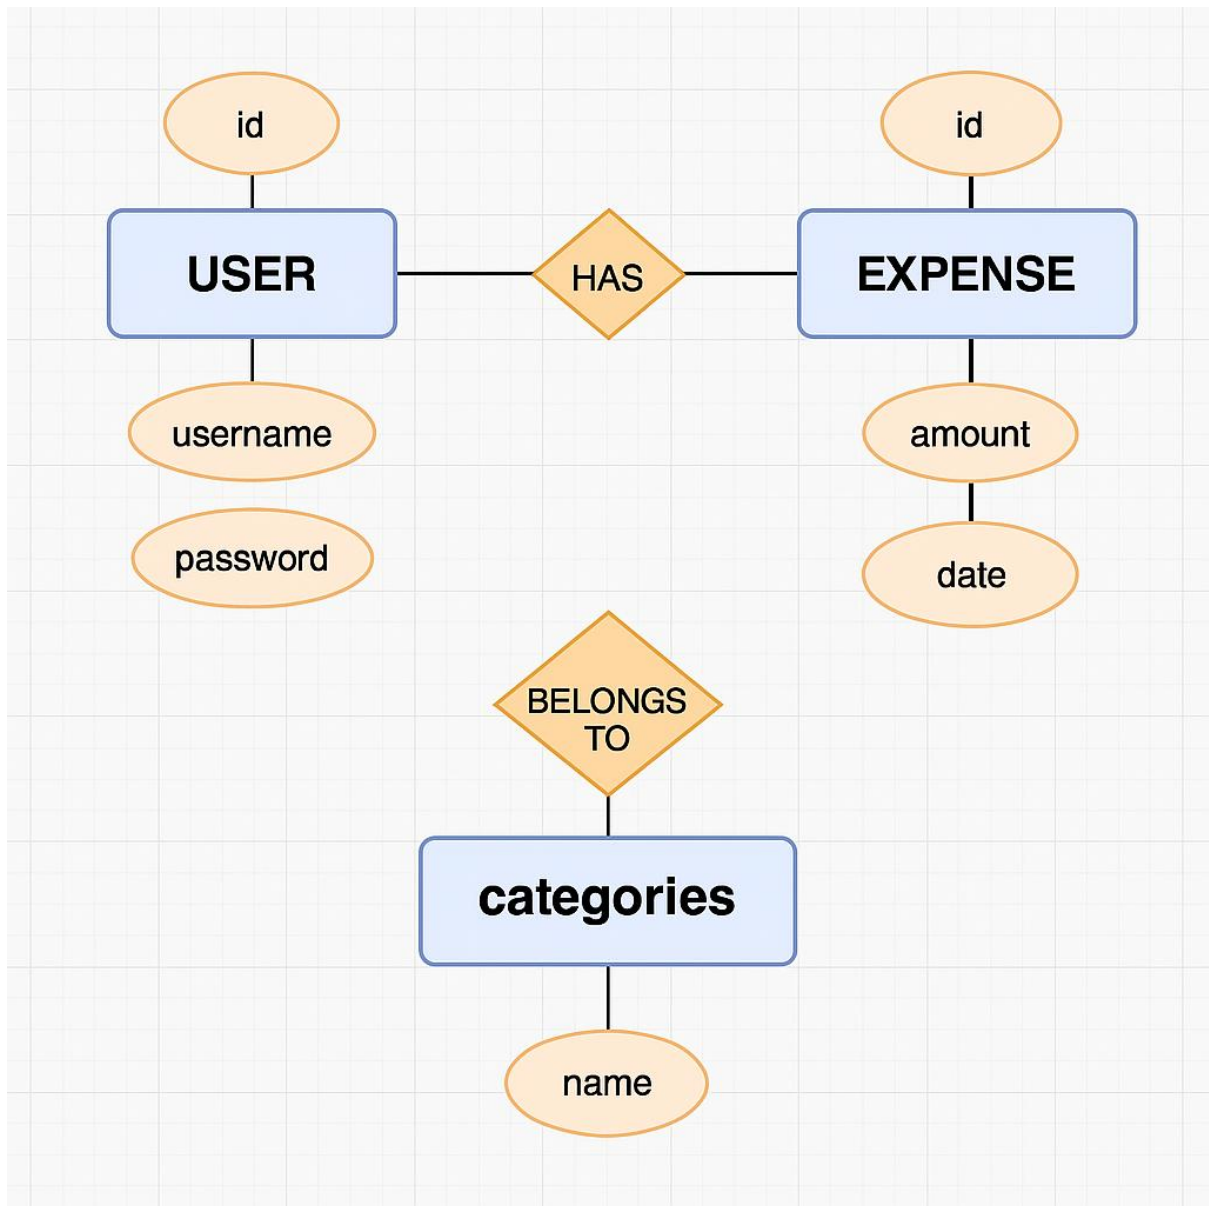 id
id
USER
HAS
EXPENSE
username
amount
password
date
BELONGS
TO
categories
name